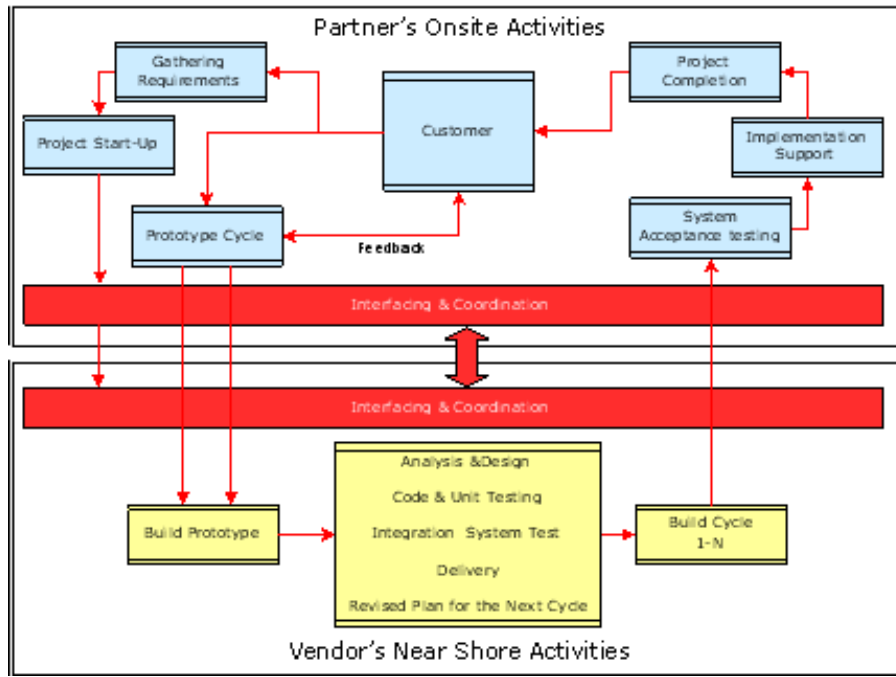 Partner's Onsite Activities
Gathering
Requirements
Project
Completion
Customer
Project Start-Up
Implementation
Support
Prototype Cycle
System
Acceptance testing
Feedback
Interfacing & Coordination
Interfacing & Coordination
Analysis &Design
Code & Unit Testing
Build Prototype
Integration System Test
Build Cycle
1-N
Delivery
Revised Plan for the Next Cycle
Vendor's Near Shore Activities